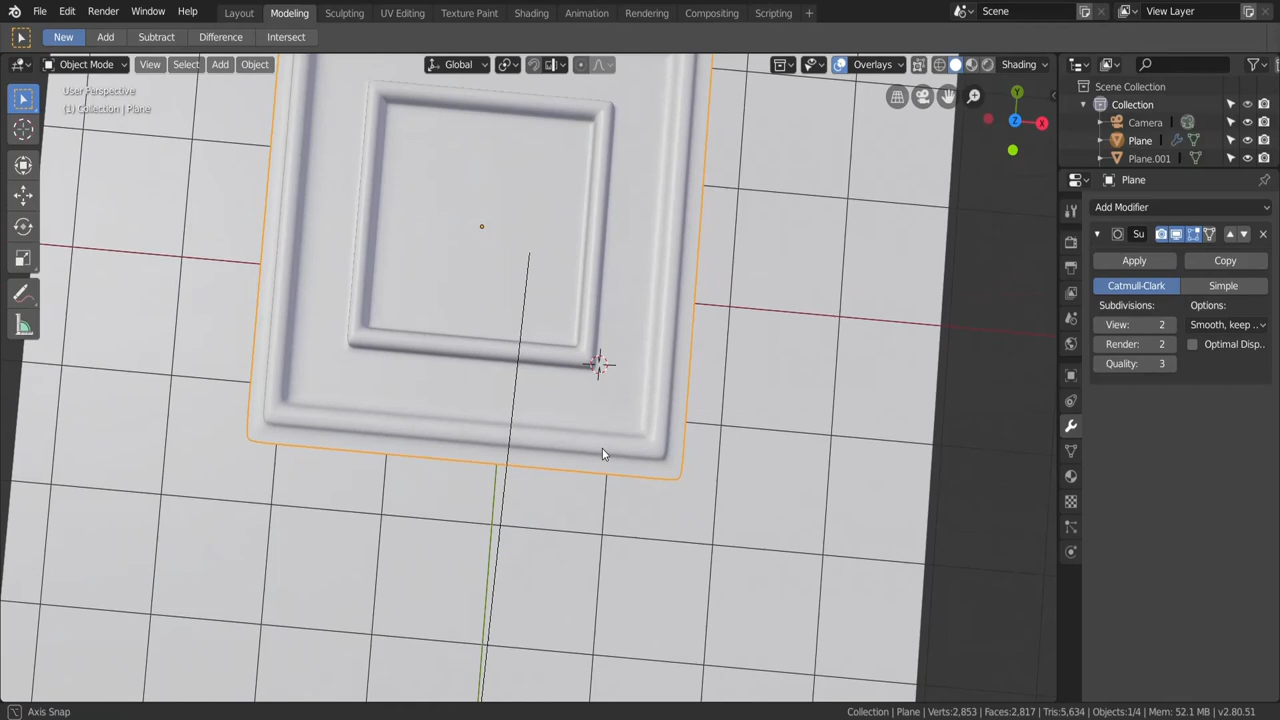 File Edit Render Window Help Layout Modeling Sculpting UV Editing Texture Paint Shading Animation Rendering Compositing Scripting + Scene View Layer
New Add Subtract Difference Intersect
Object Mode View Select Add Object Global Overlays Shading
User Perspective
(1) Collection | Plane
Y
Z
X
Scene Collection
Collection
Camera
Plane
Plane.001
Plane
Add Modifier
Su
Apply Copy
Catmull-Clark Simple
Subdivisions: Options:
View: 2 Smooth, keep ..
Render: 2 Optimal Disp..
Quality: 3
Axis Snap
Collection | Plane | Verts:2,853 | Faces:2,817 | Tris:5,634 | Objects:1/4 | Mem: 52.1 MB | v2.80.51